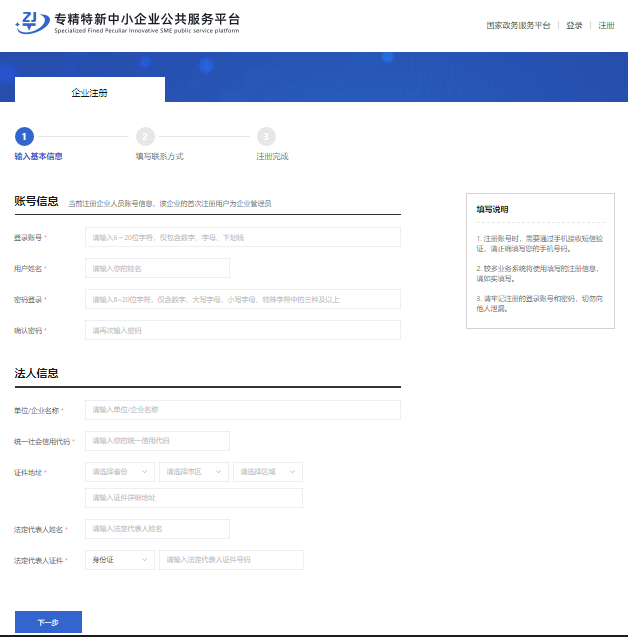 ZJ
专精特新中小企业公共服务平台
Specialized Fined Peculiar Innovative SME public service platform
国家政务服务平台 | 登录 | 注册
企业注册
1 2 3
输入基本信息 填写联系方式 注册完成
账号信息 当前注册企业人员账号信息、该企业的首次注册用户为企业管理员
登录账号 * 请输入6～20位字符，仅包含数字、字母、下划线
用户姓名 * 请输入你的姓名
密码登录 * 请输入8~20位字符，仅含数字、大写字母、小写字母、特殊字符中的三种及以上
确认密码 * 请再次输入密码
法人信息
单位/企业名称 * 请输入单位/企业名称
统一社会信用代码 * 请输入你的统一信用代码
证件地址 * 请选择省份 请选择市区 请选择区域
请输入证件详细地址
法定代表人姓名 * 请输入法定代表人姓名
法定代表人证件 * 身份证 请输入法定代表人证件号码
下一步
填写说明
1. 注册账号时，需要通过手机接收短信验
证，请正确填写您的手机号码。
2. 较多业务系统将使用填写的注册信息，
请如实填写。
3. 请牢记注册的登录账号和密码，切勿向
他人泄漏。